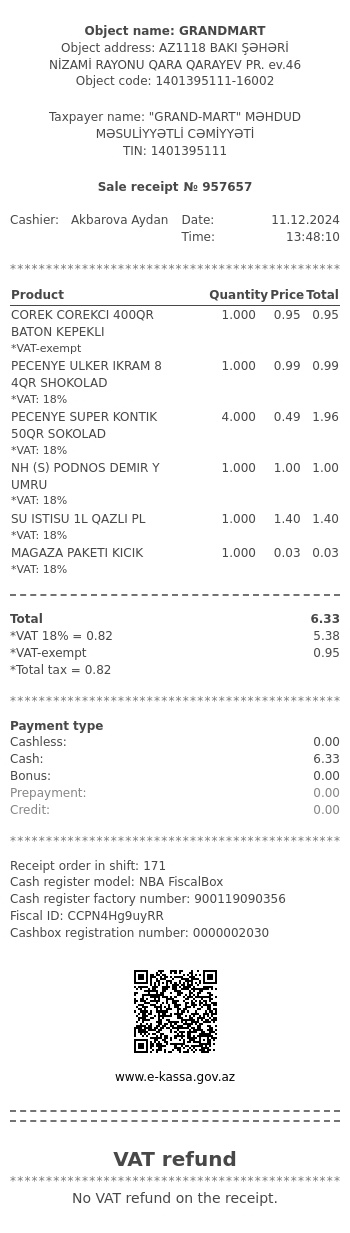 Object name: GRANDMART
Object address: AZ1118 BAKI ŞƏHƏRİ
NİZAMİ RAYONU QARA QARAYEV PR. ev.46
Object code: 1401395111-16002
Taxpayer name: "GRAND-MART" MƏHDUD
MƏSULİYYƏTLİ CƏMİYYƏTİ
TIN: 1401395111
Sale receipt № 957657
Cashier: Akbarova Aydan Date: 11.12.2024
Time: 13:48:10
**********************************************
Product Quantity Price Total
COREK COREKCI 400QR 1.000 0.95 0.95
BATON KEPEKLI
*VAT-exempt
PECENYE ULKER IKRAM 8 1.000 0.99 0.99
4QR SHOKOLAD
*VAT: 18%
PECENYE SUPER KONTIK 4.000 0.49 1.96
50QR SOKOLAD
*VAT: 18%
NH (S) PODNOS DEMIR Y 1.000 1.00 1.00
UMRU
*VAT: 18%
SU ISTISU 1L QAZLI PL 1.000 1.40 1.40
*VAT: 18%
MAGAZA PAKETI KICIK 1.000 0.03 0.03
*VAT: 18%
Total 6.33
*VAT 18% = 0.82 5.38
*VAT-exempt 0.95
*Total tax = 0.82
**********************************************
Payment type
Cashless: 0.00
Cash: 6.33
Bonus: 0.00
Prepayment: 0.00
Credit: 0.00
**********************************************
Receipt order in shift: 171
Cash register model: NBA FiscalBox
Cash register factory number: 900119090356
Fiscal ID: CCPN4Hg9uyRR
Cashbox registration number: 0000002030
www.e-kassa.gov.az
VAT refund
**********************************************
No VAT refund on the receipt.